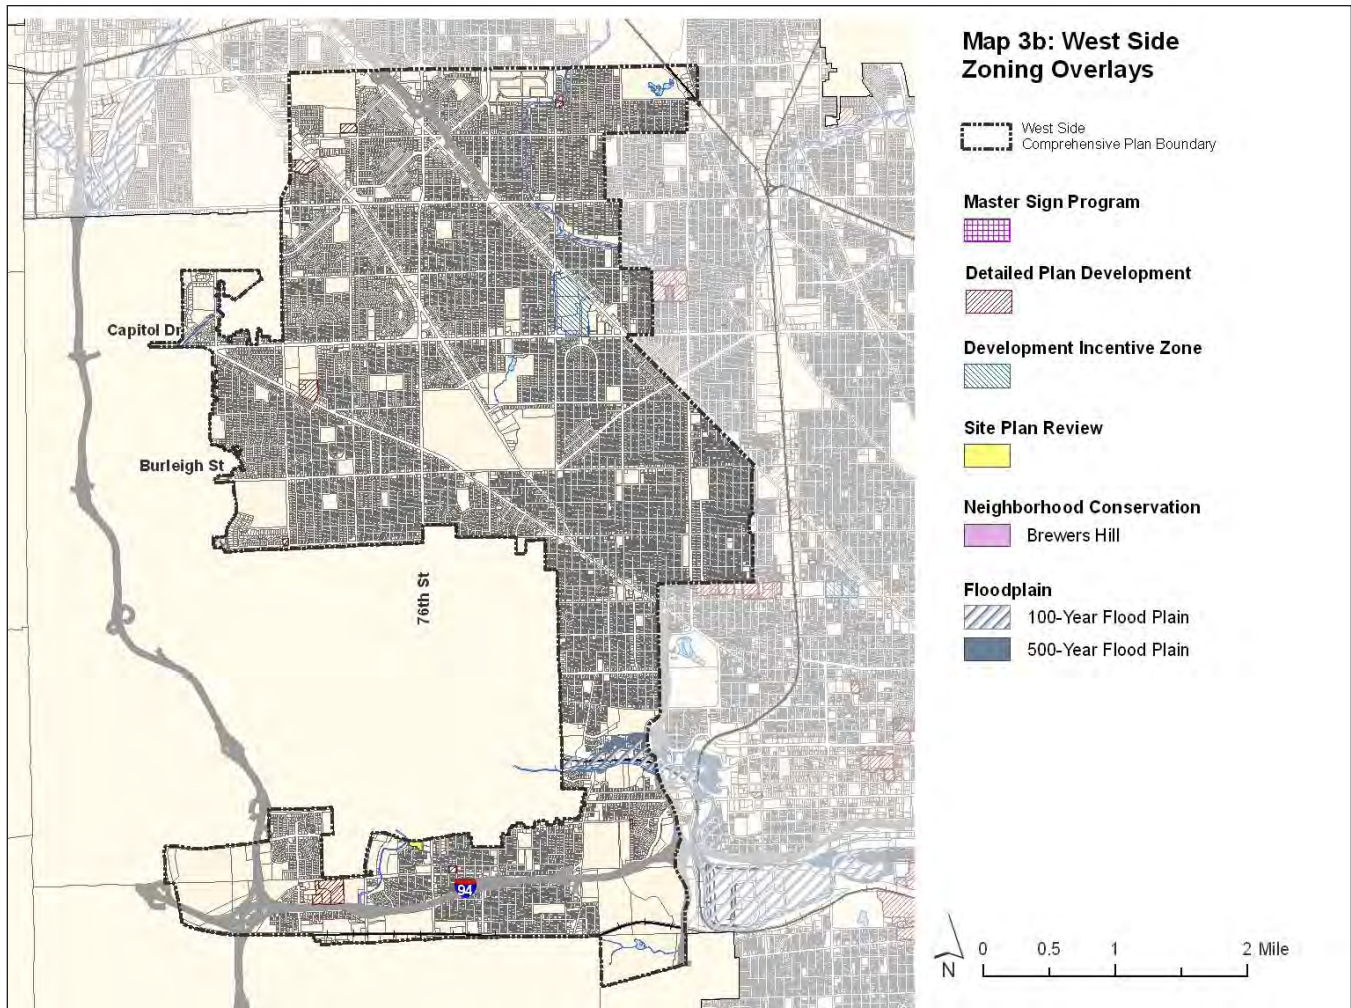 Map 3b: West Side
Zoning Overlays
West Side
Comprehensive Plan Boundary
Master Sign Program
Detailed Plan Development
Development Incentive Zone
Site Plan Review
Neighborhood Conservation
Brewers Hill
Floodplain
100-Year Flood Plain
500-Year Flood Plain
Capitol Dr
Burleigh St
76th St
94
N
0 0.5 1 2 Mile